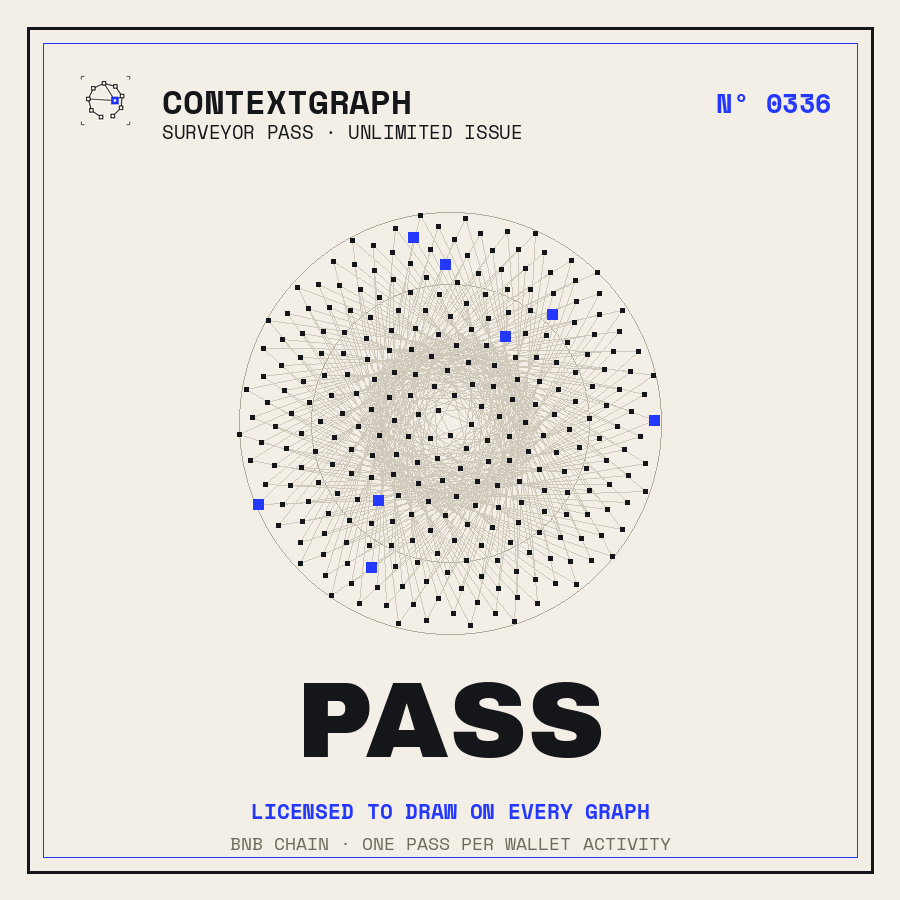 CONTEXTGRAPH
N° 0336
SURVEYOR PASS · UNLIMITED ISSUE
PASS
LICENSED TO DRAW ON EVERY GRAPH
BNB CHAIN · ONE PASS PER WALLET ACTIVITY